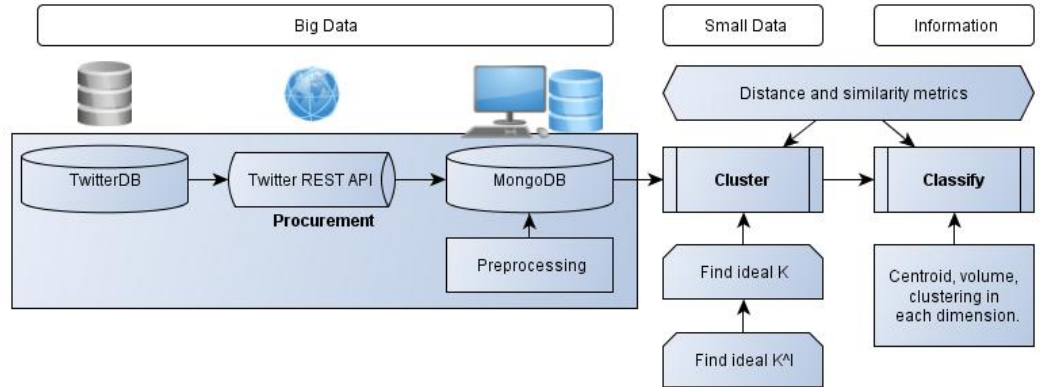 Big Data
Small Data
Information
Distance and similarity metrics
TwitterDB
Twitter REST API
MongoDB
Cluster
Classify
Procurement
Preprocessing
Find ideal K
Centroid, volume,
clustering in
each dimension.
Find ideal K^I